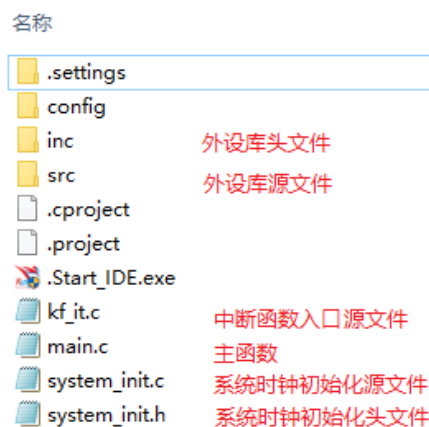 名称
.settings
config
inc 外设库头文件
src 外设库源文件
.cproject
.project
.Start_IDE.exe
kf_it.c 中断函数入口源文件
main.c 主函数
system_init.c 系统时钟初始化源文件
system_init.h 系统时钟初始化头文件